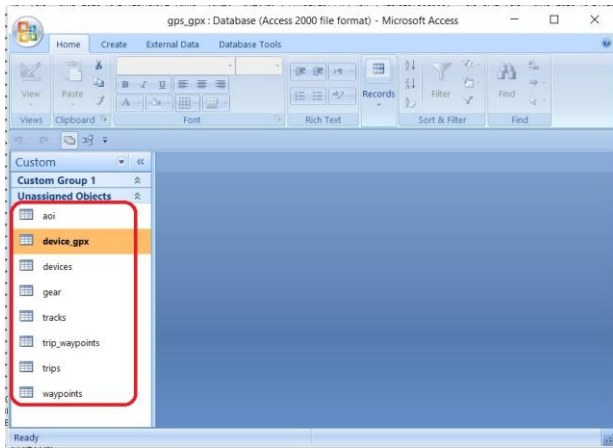 gps_gpx : Database (Access 2000 file format) - Microsoft Access
Home Create External Data Database Tools
View Paste B I U Records Filter Find
A
Views Clipboard Font Rich Text Sort & Filter Find
Custom
Custom Group 1
Unassigned Objects
aoi
device_gpx
devices
gear
tracks
trip_waypoints
trips
waypoints
Ready